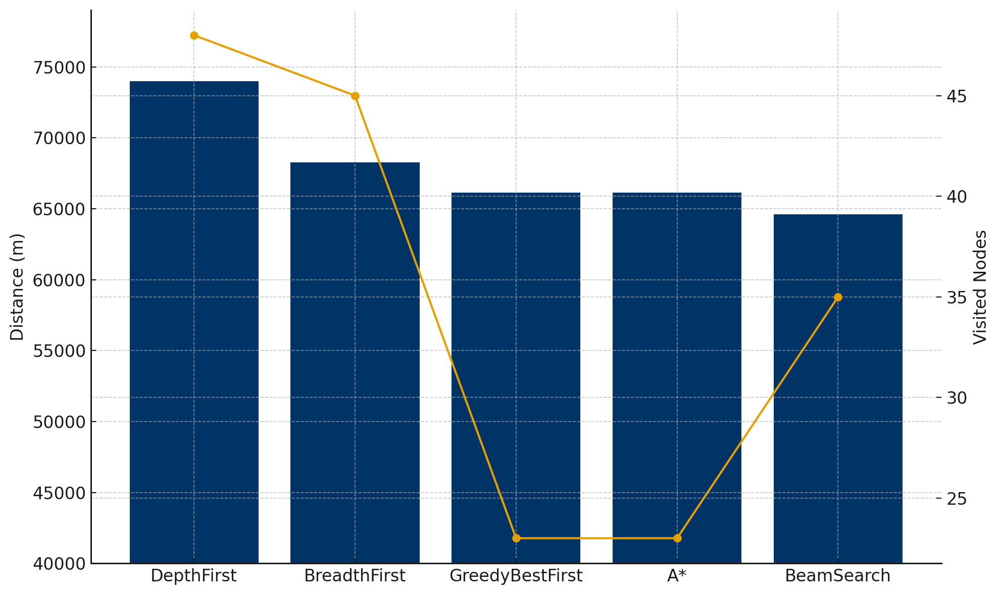 Distance (m)
75000
70000
65000
60000
55000
50000
45000
40000
DepthFirst
BreadthFirst
GreedyBestFirst
A*
BeamSearch
45
40
35
30
25
Visited Nodes